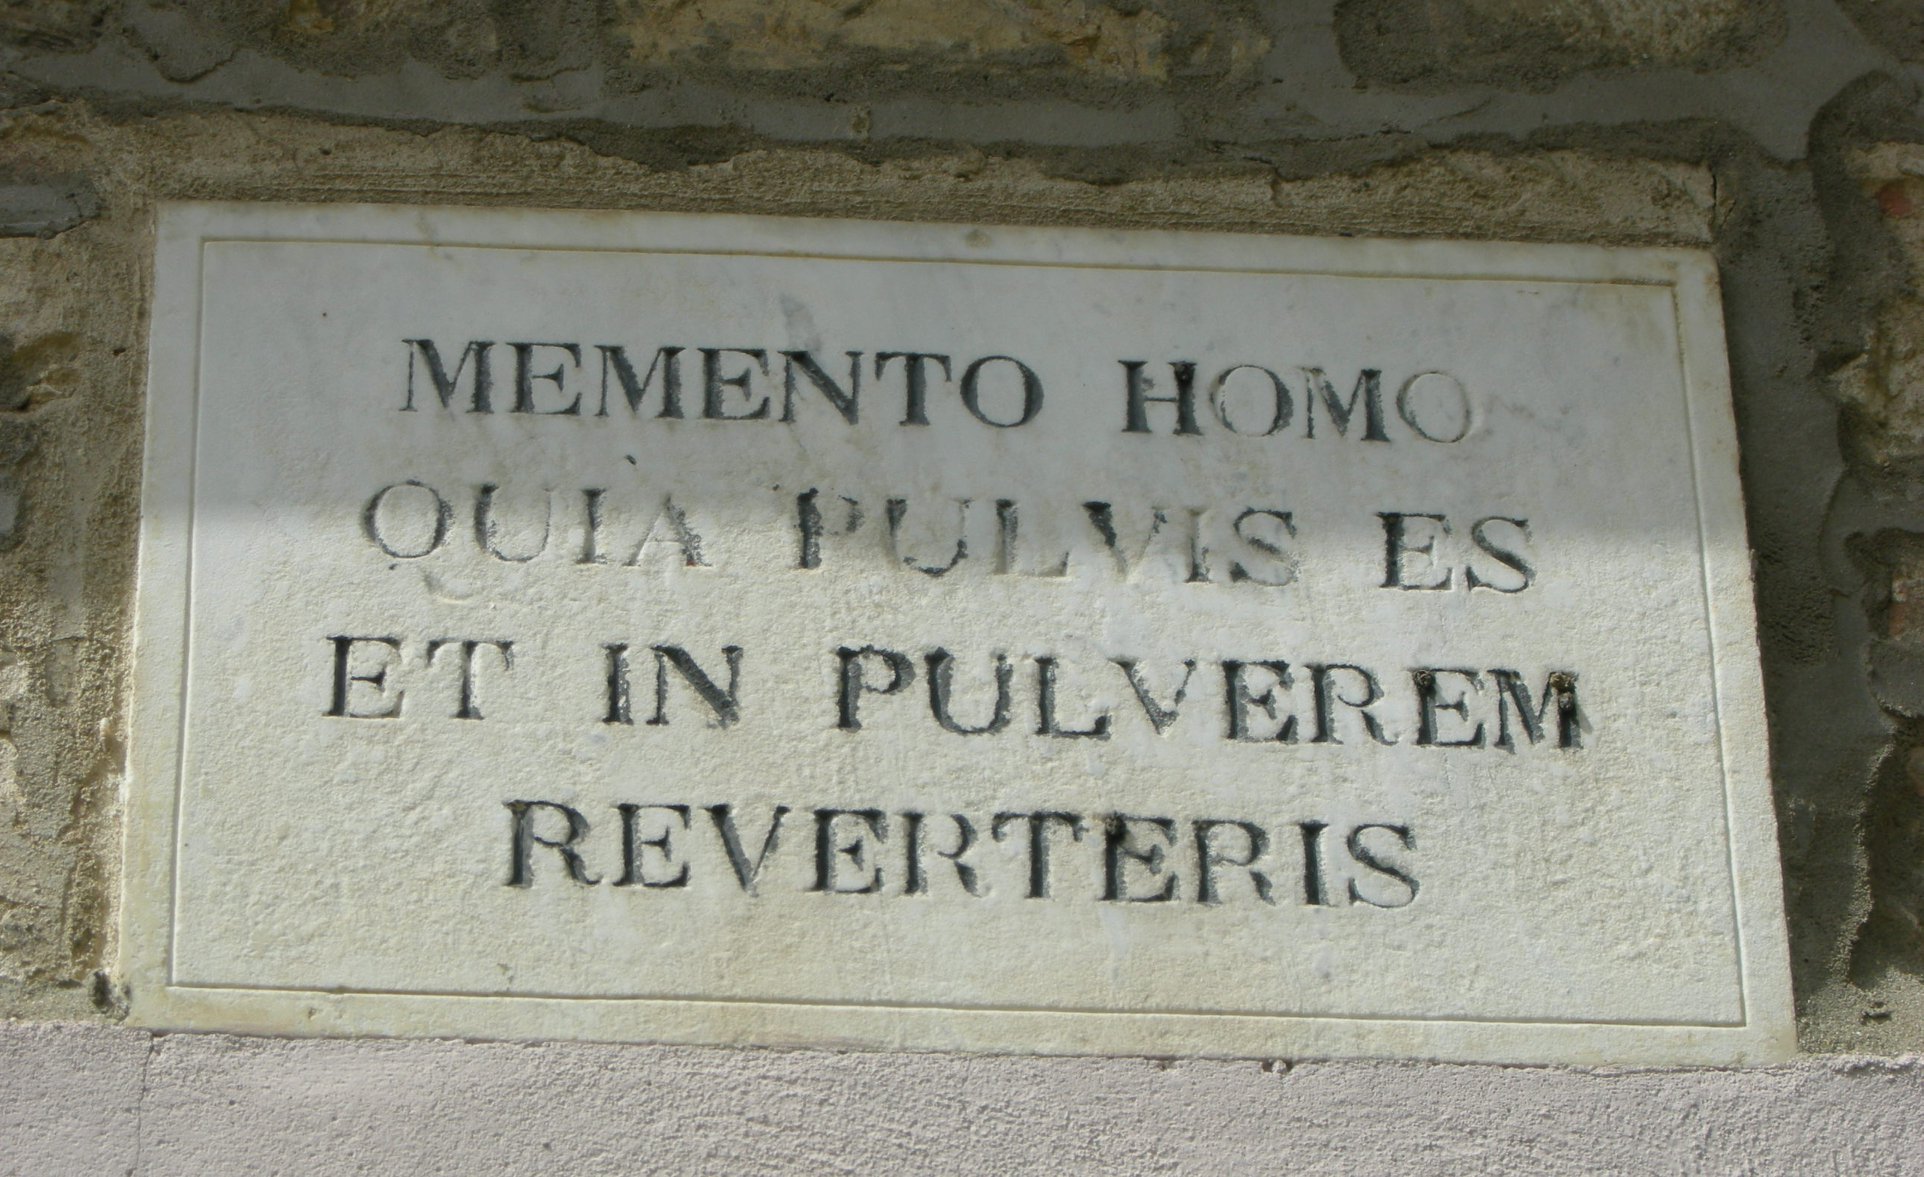 MEMENTO HOMO
QUIA PULVIS ES
ET IN PULVEREM
REVERTERIS